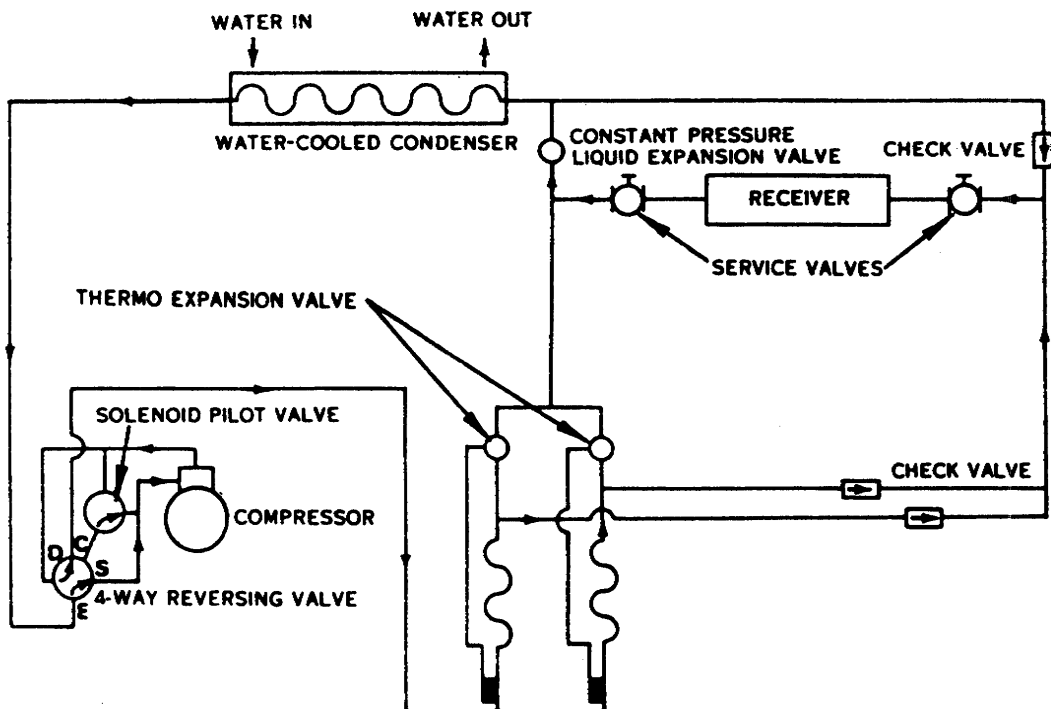 WATER IN
WATER OUT
WATER-COOLED CONDENSER
CONSTANT PRESSURE
LIQUID EXPANSION VALVE
CHECK VALVE
RECEIVER
SERVICE VALVES
THERMO EXPANSION VALVE
SOLENOID PILOT VALVE
CHECK VALVE
COMPRESSOR
D
C
S
4-WAY REVERSING VALVE
E